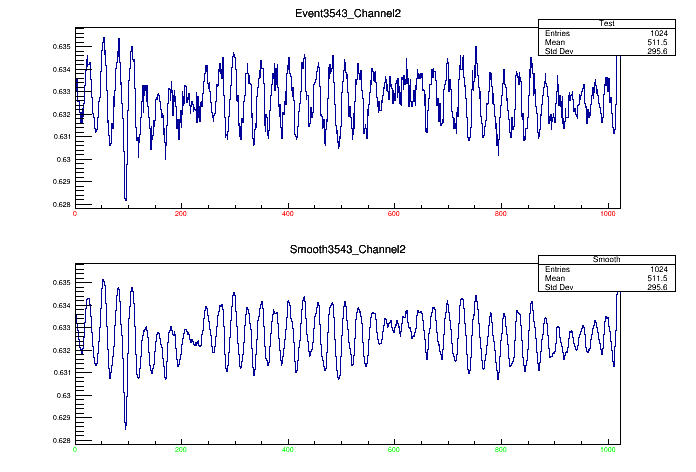 Event3543_Channel2
Test
Entries 1024
Mean 511.5
Std Dev 295.6
0.635
0.634
0.633
0.632
0.631
0.63
0.629
0.628
0 200 400 600 800 1000
Smooth3543_Channel2
Smooth
Entries 1024
Mean 511.5
Std Dev 295.6
0.635
0.634
0.633
0.632
0.631
0.63
0.629
0.628
0 200 400 600 800 1000